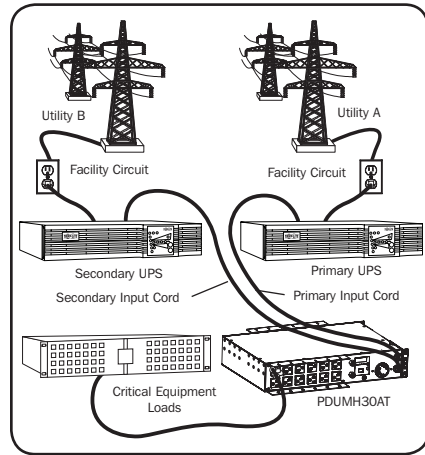 Utility B
Utility A
Facility Circuit
Facility Circuit
Secondary UPS
Primary UPS
Secondary Input Cord
Primary Input Cord
Critical Equipment
Loads
PDUMH30AT